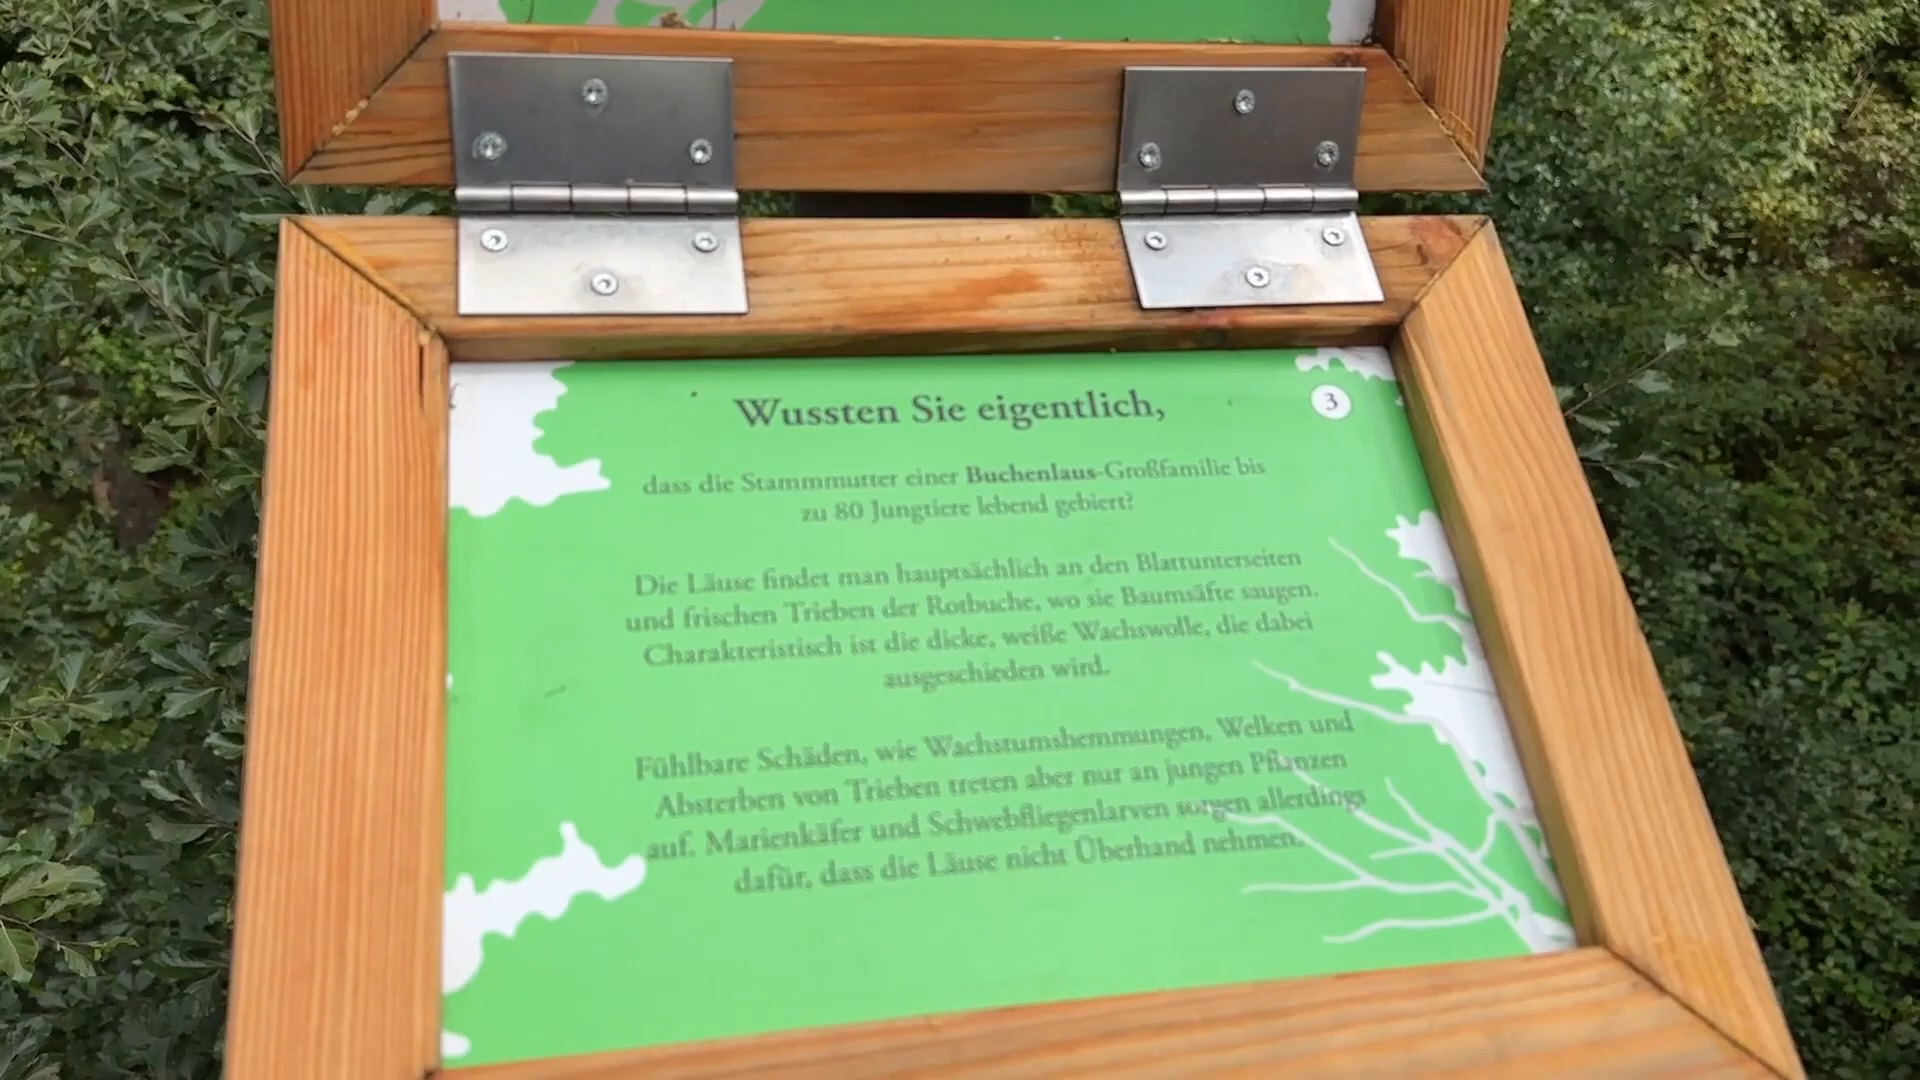 Wussten Sie eigentlich,
3
dass die Stammmutter einer Buchenlaus-Großfamilie bis
zu 80 Jungtiere lebend gebiert?
Die Läuse findet man hauptsächlich an den Blattunterseiten
und frischen Trieben der Rotbuche, wo sie Baumsäfte saugen.
Charakteristisch ist die dicke, weiße Wachswolle, die dabei
ausgeschieden wird.
Fühlbare Schäden, wie Wachstumshemmungen, Welken und
Absterben von Trieben treten aber nur an jungen Pflanzen
auf. Marienkäfer und Schwebfliegenlarven sorgen allerdings
dafür, dass die Läuse nicht Überhand nehmen.